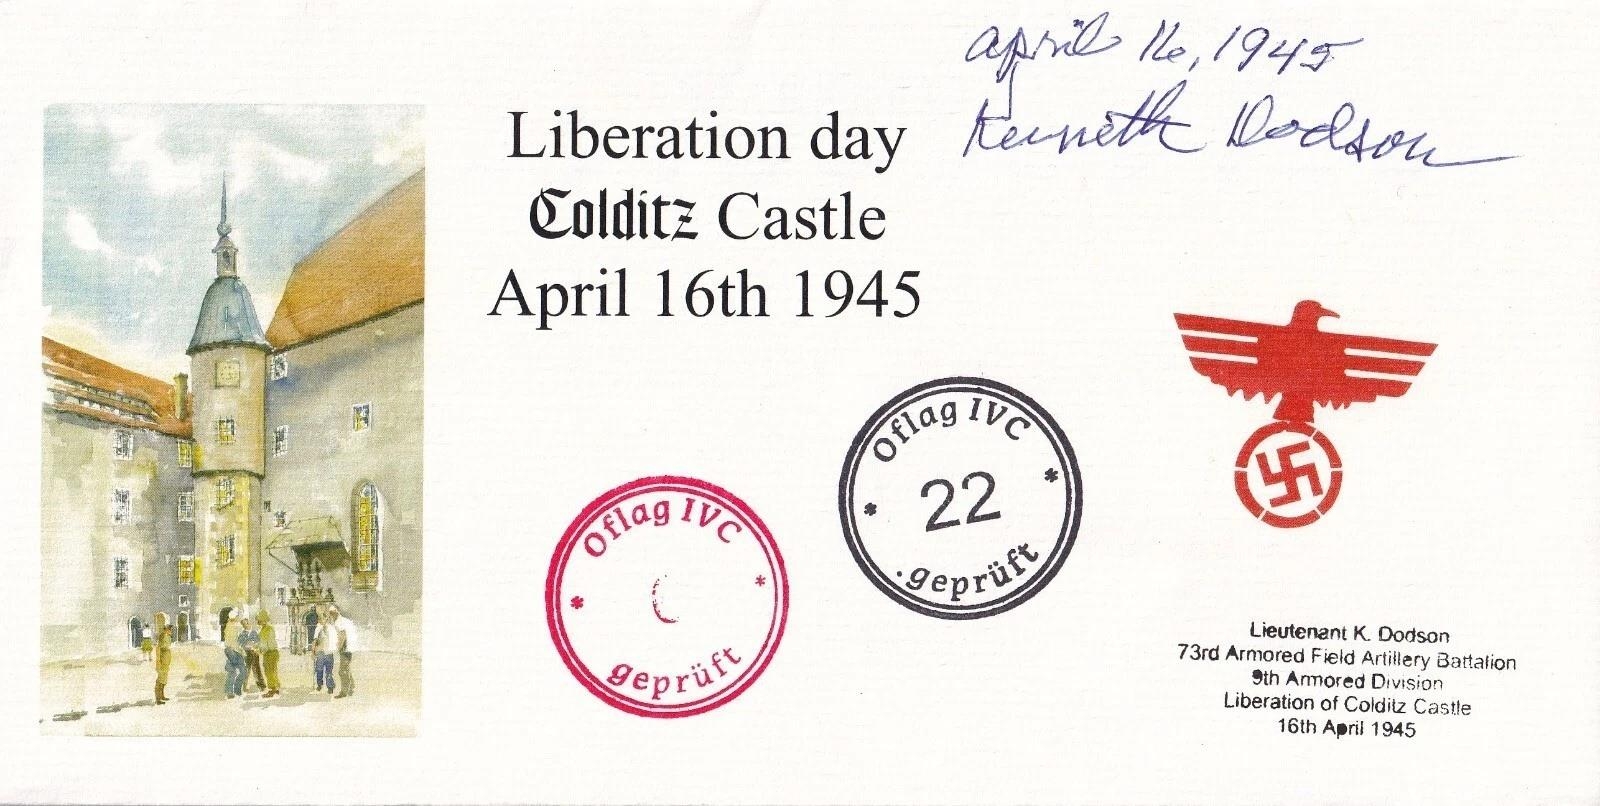 april 16, 1945
Kenneth Dodson
Liberation day
Colditz Castle
April 16th 1945
Oflag IVC
22
* *
.geprüft
Oflag IVC
* *
geprüft
Lieutenant K. Dodson
73rd Armored Field Artillery Battalion
9th Armored Division
Liberation of Colditz Castle
16th April 1945